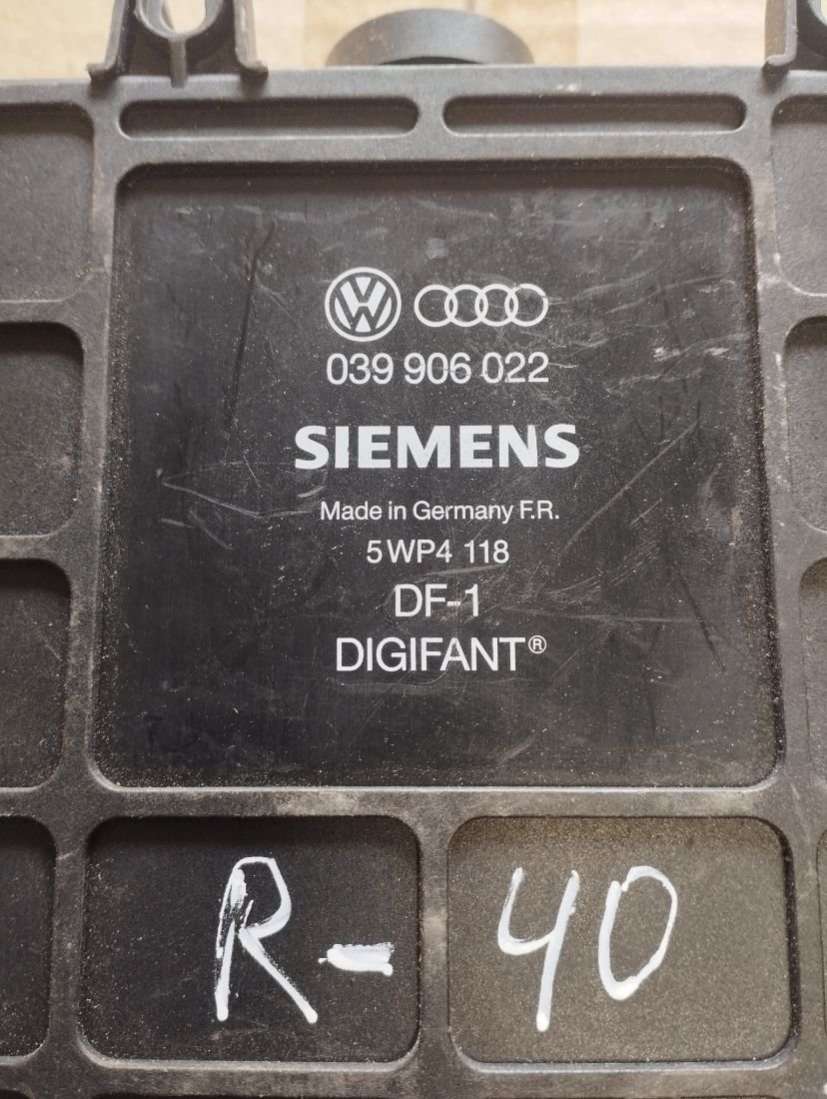 039 906 022
SIEMENS
Made in Germany F.R.
5WP4 118
DF-1
DIGIFANT®
R-40